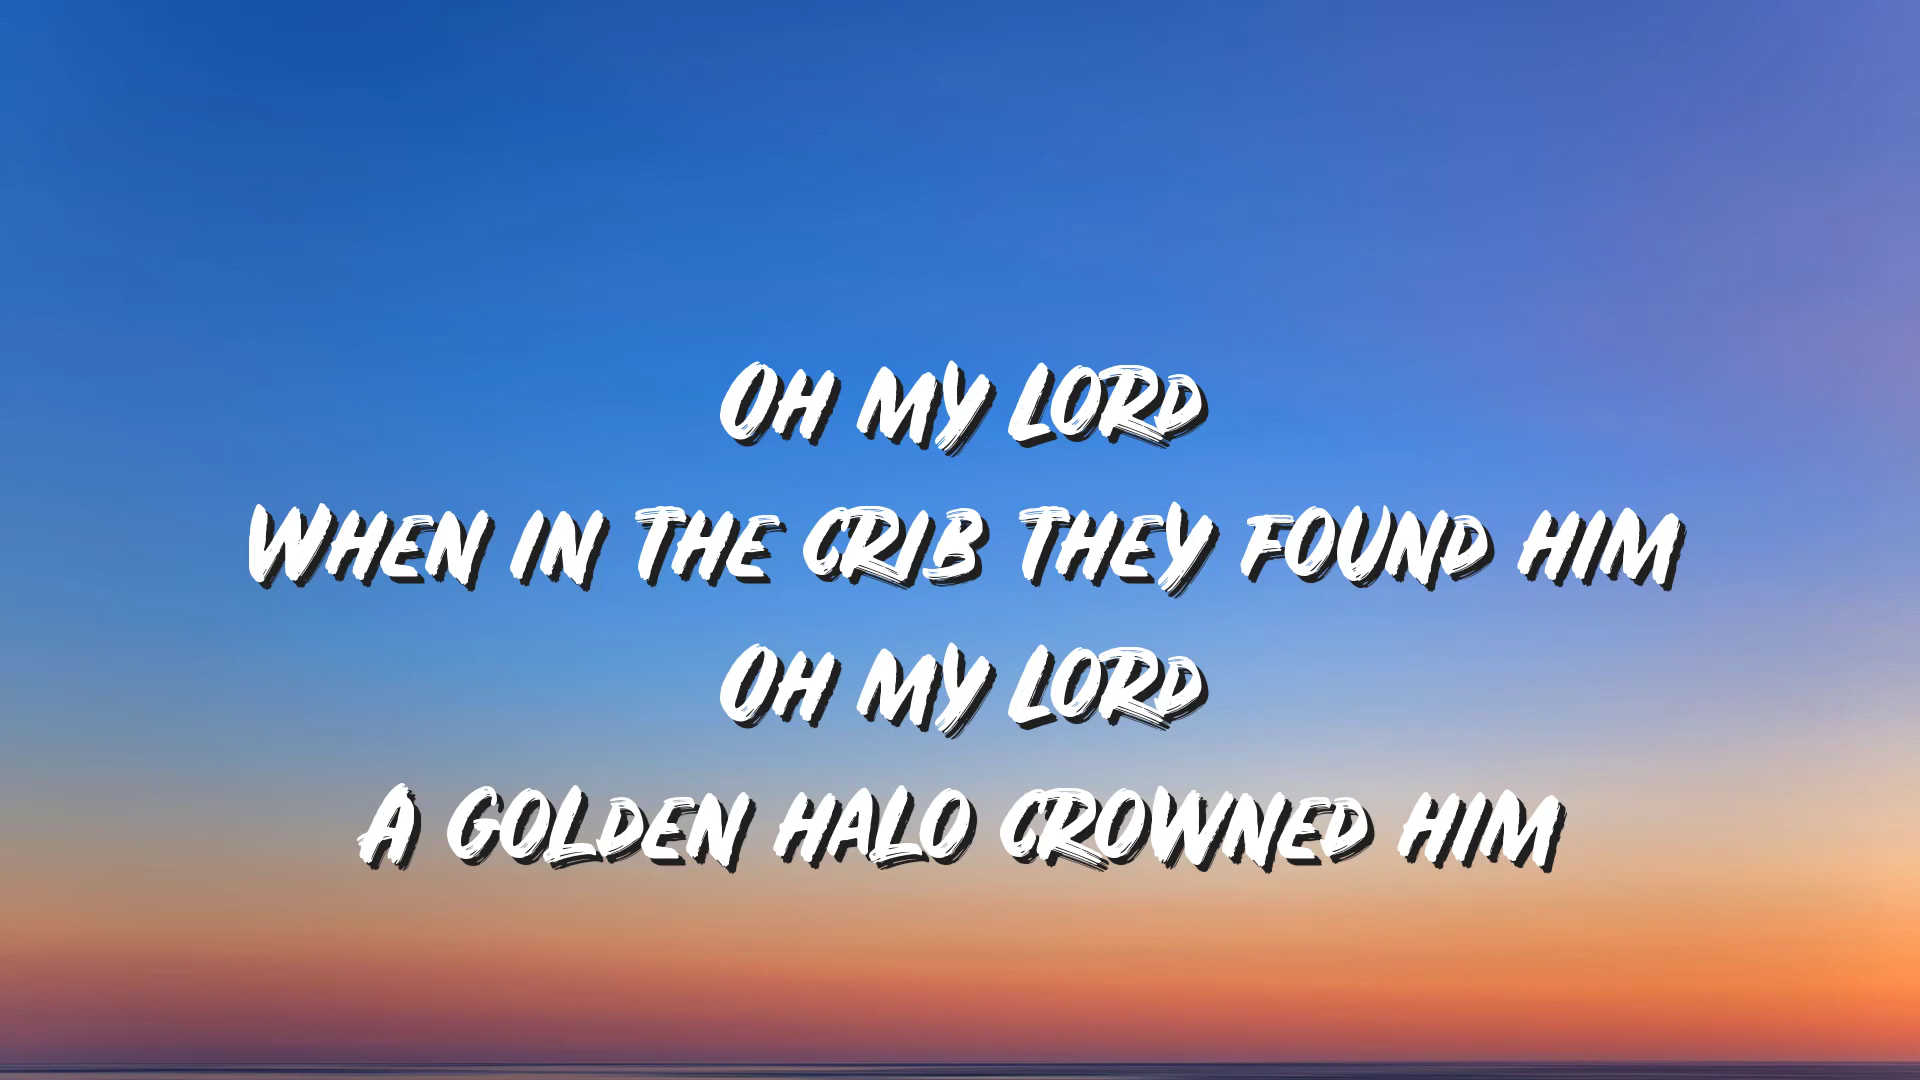 OH MY LORD
WHEN IN THE CRIB THEY FOUND HIM
OH MY LORD
A GOLDEN HALO CROWNED HIM